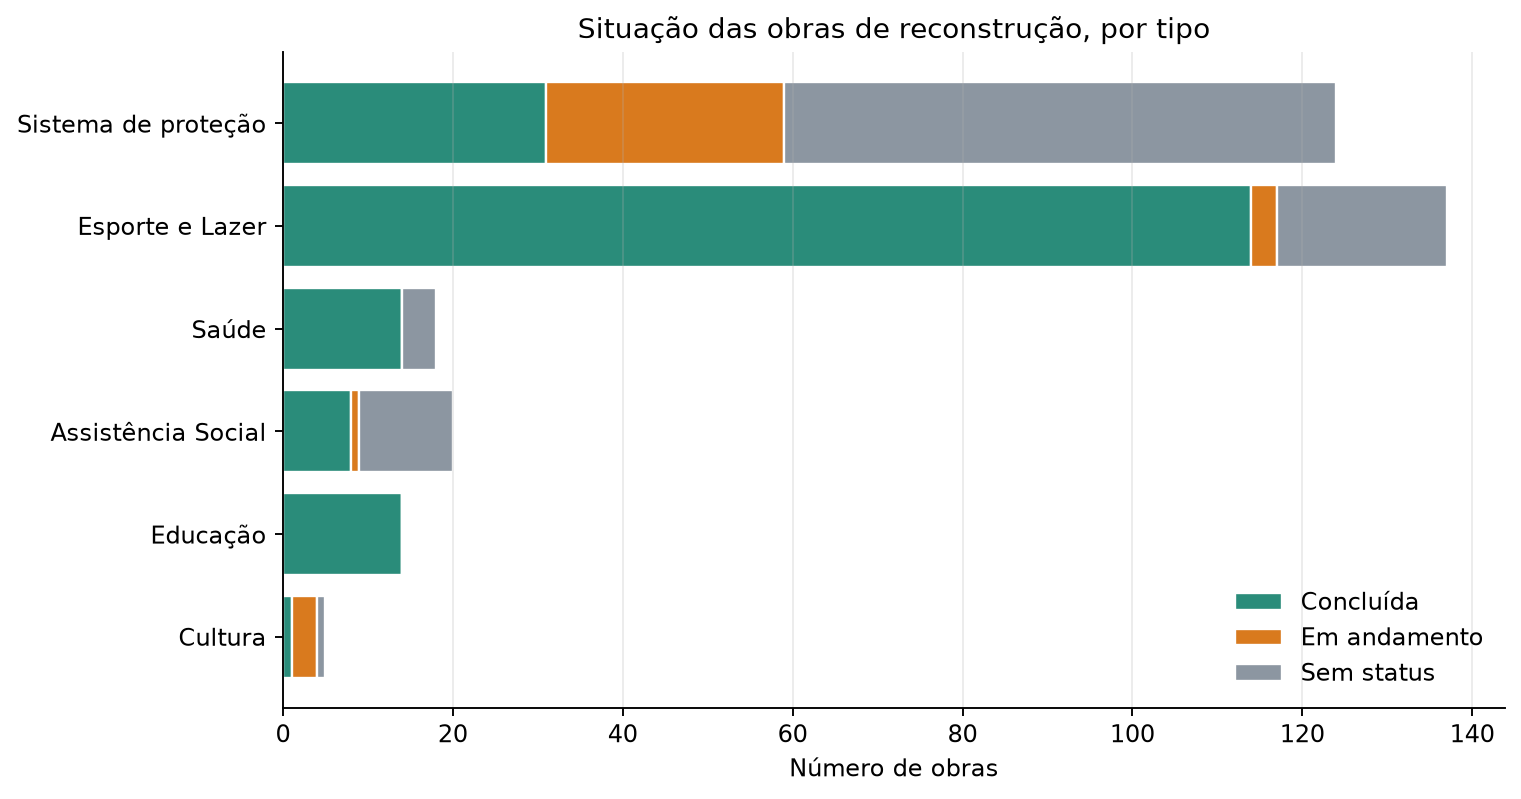 Situação das obras de reconstrução, por tipo
Sistema de proteção
Esporte e Lazer
Saúde
Assistência Social
Educação
Cultura
Concluída
Em andamento
Sem status
0 20 40 60 80 100 120 140
Número de obras